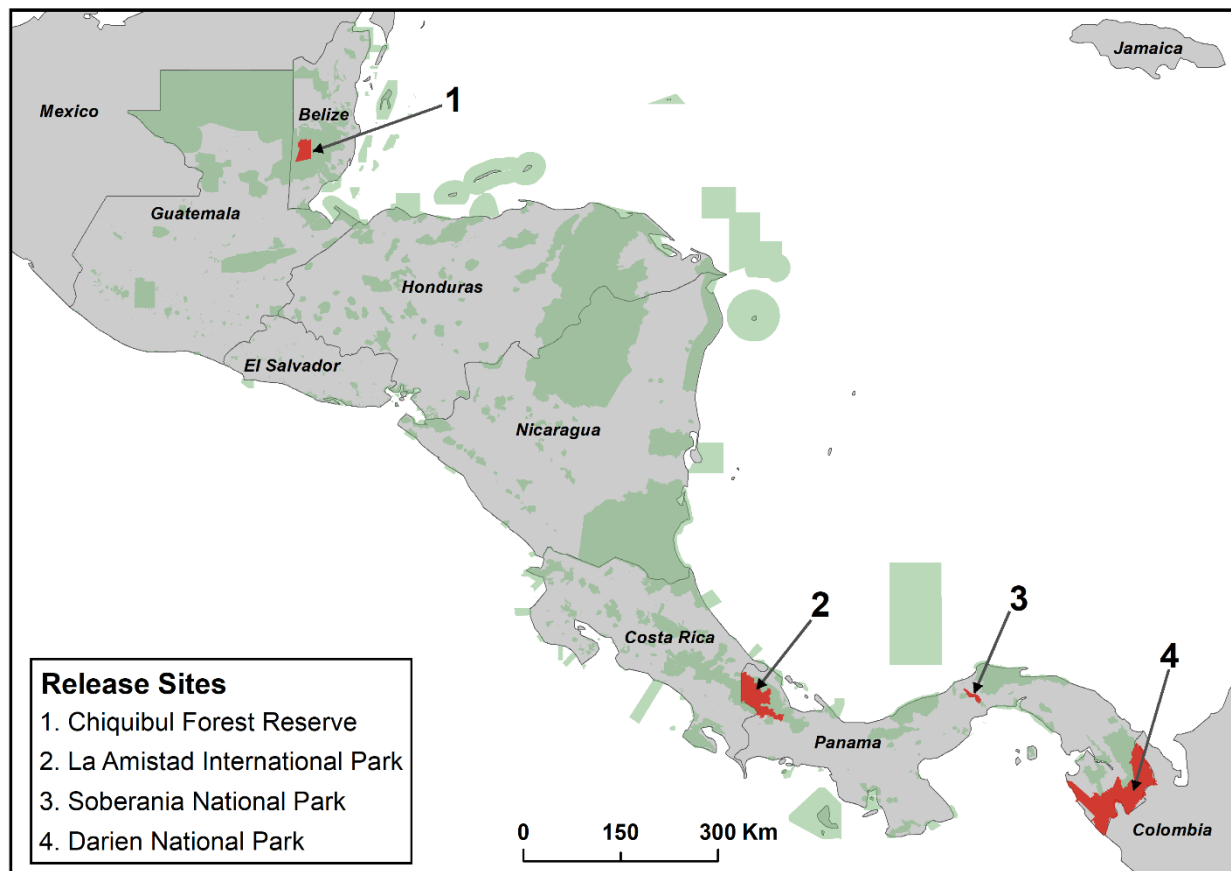 Jamaica
Mexico
Belize
1
Guatemala
Honduras
El Salvador
Nicaragua
2
3
Costa Rica
4
Panama
Colombia
Release Sites
1. Chiquibul Forest Reserve
2. La Amistad International Park
3. Soberania National Park
4. Darien National Park
0 150 300 Km